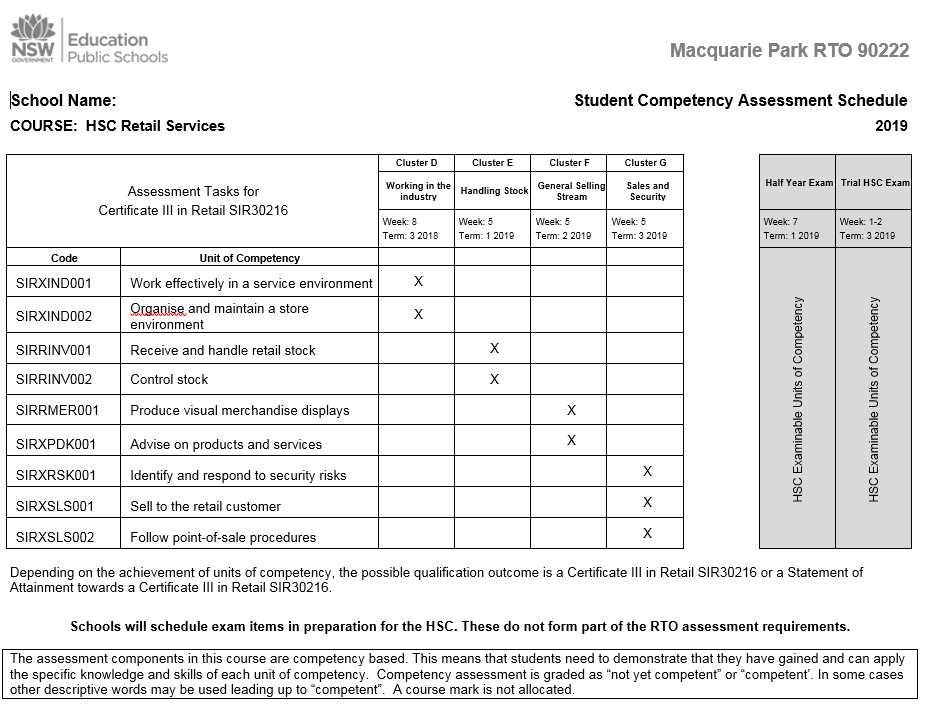 NSW
GOVERNMENT
Education
Public Schools
Macquarie Park RTO 90222
School Name:
Student Competency Assessment Schedule
COURSE: HSC Retail Services
2019
Assessment Tasks for
Certificate III in Retail SIR30216
Cluster D
Cluster E
Cluster F
Cluster G
Working in the
industry
Handling Stock
General Selling
Stream
Sales and
Security
Half Year Exam
Trial HSC Exam
Week: 8
Term: 3 2018
Week: 5
Term: 1 2019
Week: 5
Term: 2 2019
Week: 5
Term: 3 2019
Week: 7
Term: 1 2019
Week: 1-2
Term: 3 2019
Code
Unit of Competency
SIRXIND001 Work effectively in a service environment X
SIRXIND002 Organise and maintain a store
environment X
SIRRINV001 Receive and handle retail stock X
SIRRINV002 Control stock X
SIRRMER001 Produce visual merchandise displays X
SIRXPDK001 Advise on products and services X
SIRXRSK001 Identify and respond to security risks X
SIRXSLS001 Sell to the retail customer X
SIRXSLS002 Follow point-of-sale procedures X
HSC Examinable Units of Competency
HSC Examinable Units of Competency
Depending on the achievement of units of competency, the possible qualification outcome is a Certificate III in Retail SIR30216 or a Statement of
Attainment towards a Certificate III in Retail SIR30216.
Schools will schedule exam items in preparation for the HSC. These do not form part of the RTO assessment requirements.
The assessment components in this course are competency based. This means that students need to demonstrate that they have gained and can apply
the specific knowledge and skills of each unit of competency. Competency assessment is graded as “not yet competent” or “competent’. In some cases
other descriptive words may be used leading up to “competent”. A course mark is not allocated.